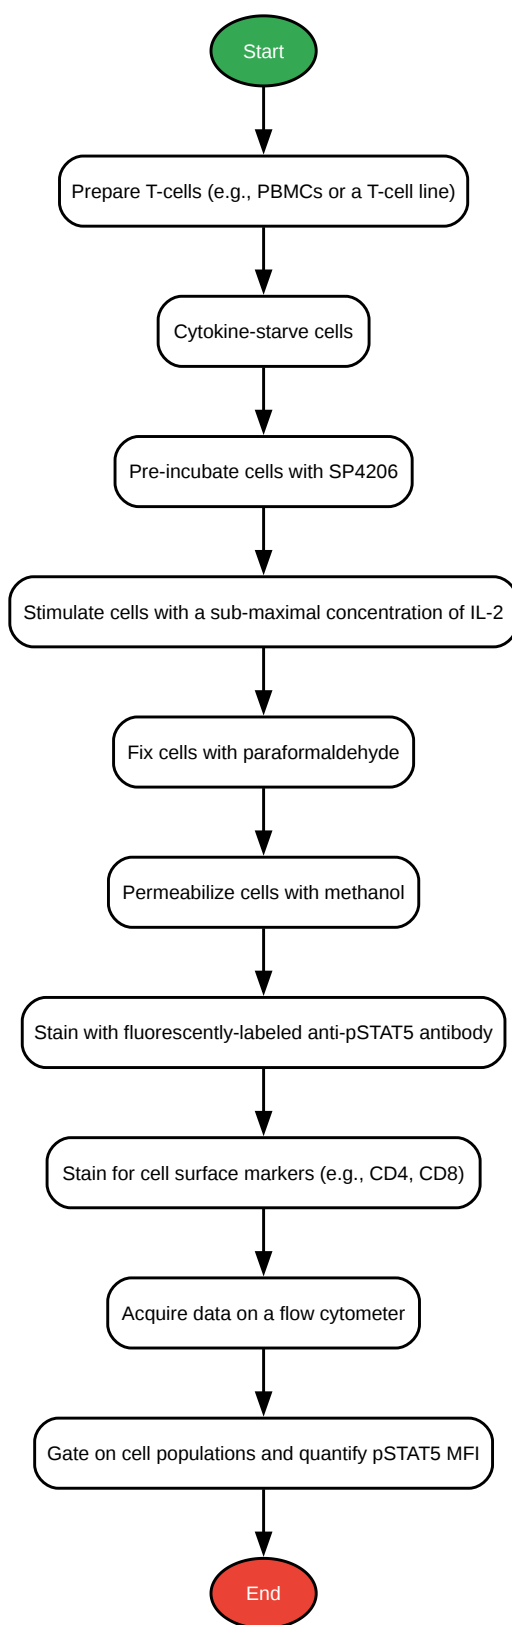 Start
Prepare T-cells (e.g., PBMCs or a T-cell line)
Cytokine-starve cells
Pre-incubate cells with SP4206
Stimulate cells with a sub-maximal concentration of IL-2
Fix cells with paraformaldehyde
Permeabilize cells with methanol
Stain with fluorescently-labeled anti-pSTAT5 antibody
Stain for cell surface markers (e.g., CD4, CD8)
Acquire data on a flow cytometer
Gate on cell populations and quantify pSTAT5 MFI
End